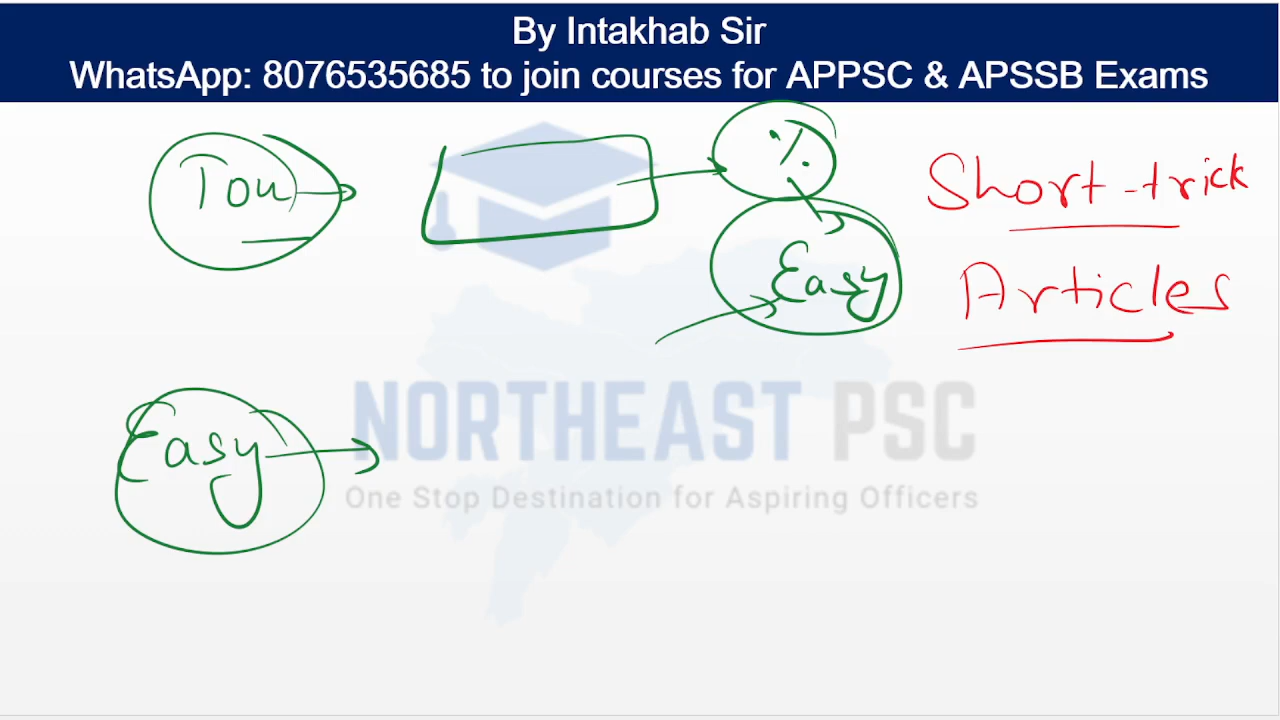 By Intakhab Sir
WhatsApp: 8076535685 to join courses for APPSC & APSSB Exams
Tou
%
Short-trick
Easy
Articles
NORTHEAST PSC
Easy
One Stop Destination for Aspiring Officers